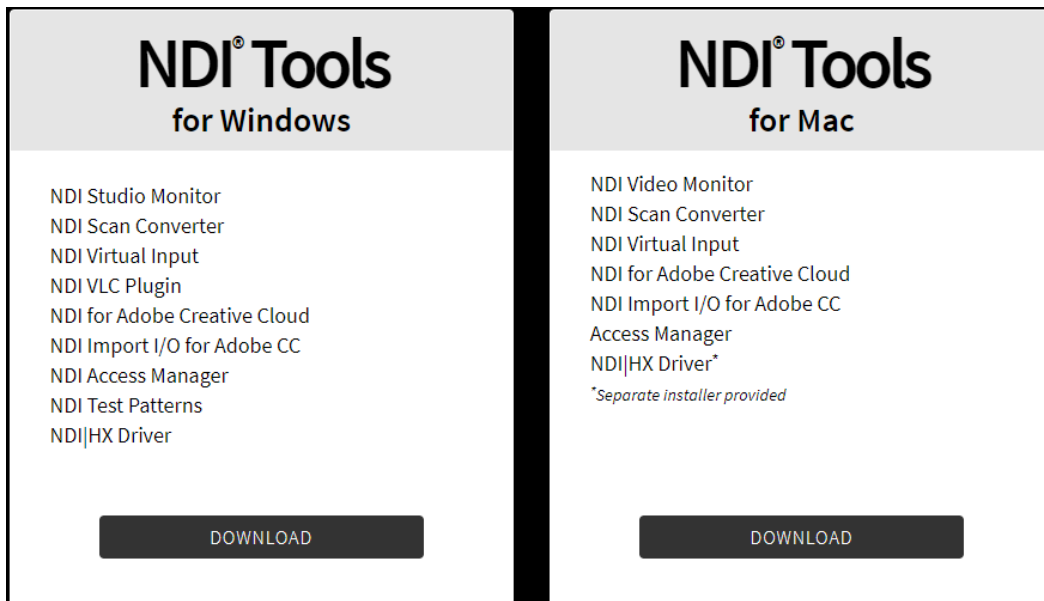 NDI® Tools
for Windows
NDI Studio Monitor
NDI Scan Converter
NDI Virtual Input
NDI VLC Plugin
NDI for Adobe Creative Cloud
NDI Import I/O for Adobe CC
NDI Access Manager
NDI Test Patterns
NDI|HX Driver
DOWNLOAD
NDI® Tools
for Mac
NDI Video Monitor
NDI Scan Converter
NDI Virtual Input
NDI for Adobe Creative Cloud
NDI Import I/O for Adobe CC
Access Manager
NDI|HX Driver*
*Separate installer provided
DOWNLOAD